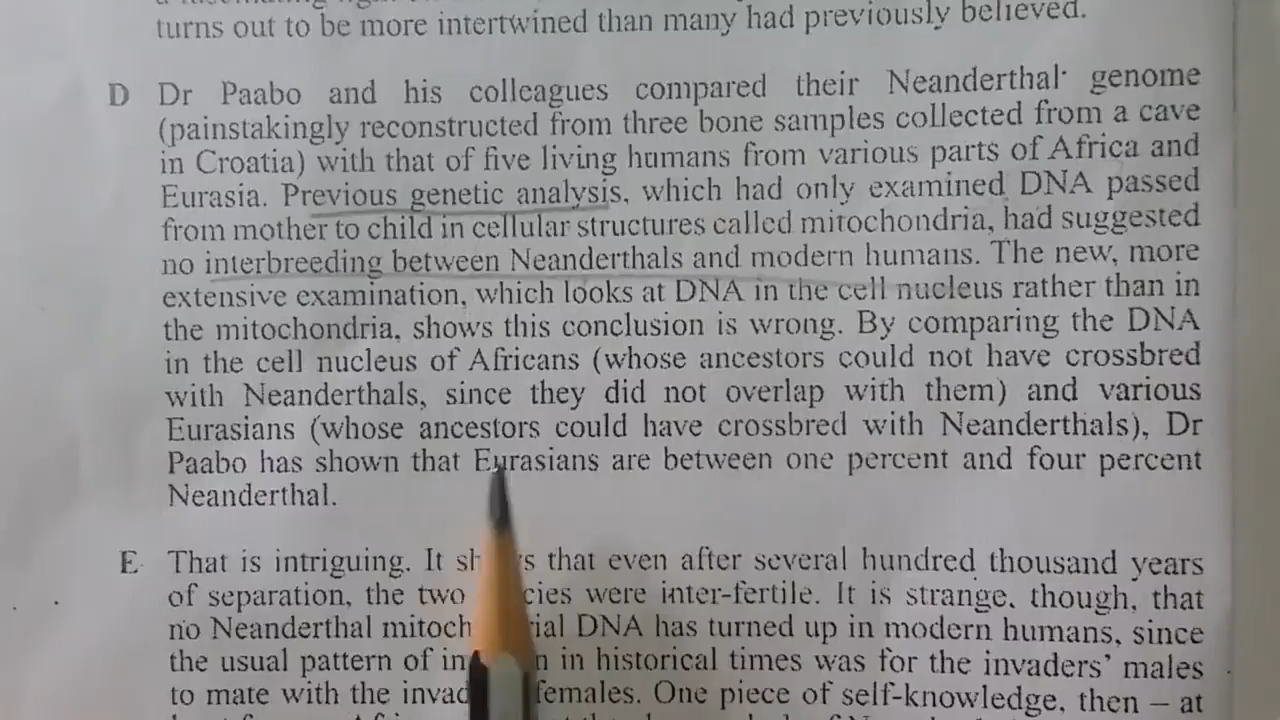 turns out to be more intertwined than many had previously believed.
D Dr Paabo and his colleagues compared their Neanderthal genome
(painstakingly reconstructed from three bone samples collected from a cave
in Croatia) with that of five living humans from various parts of Africa and
Eurasia. Previous genetic analysis, which had only examined DNA passed
from mother to child in cellular structures called mitochondria, had suggested
no interbreeding between Neanderthals and modern humans. The new, more
extensive examination, which looks at DNA in the cell nucleus rather than in
the mitochondria, shows this conclusion is wrong. By comparing the DNA
in the cell nucleus of Africans (whose ancestors could not have crossbred
with Neanderthals, since they did not overlap with them) and various
Eurasians (whose ancestors could have crossbred with Neanderthals), Dr
Paabo has shown that Eurasians are between one percent and four percent
Neanderthal.
E That is intriguing. It that even after several hundred thousand years
of separation, the two were inter-fertile. It is strange, though, that
no Neanderthal DNA has turned up in modern humans, since
the usual pattern of in historical times was for the invaders' males
to mate with the females. One piece of self-knowledge, then – at